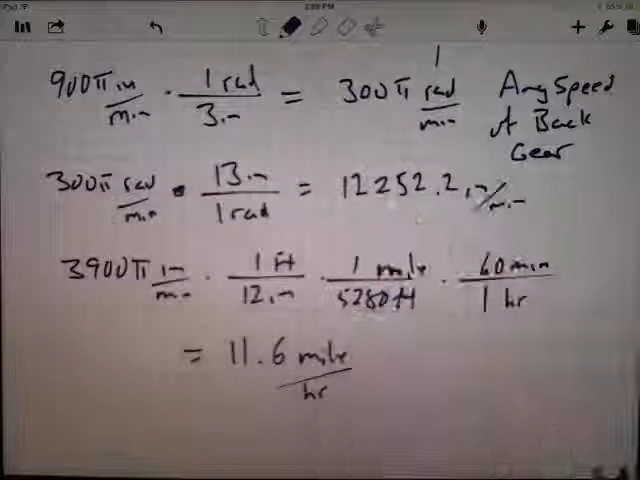 900π in/min · 1 rad/3 in = 300π rad/min Ang Speed
of Back
Gear
300π rad/min · 13 in/1 rad = 12252.2 in/min
3900π in/min · 1 ft/12 in · 1 mile/5280 ft · 60 min/1 hr
= 11.6 mile/hr